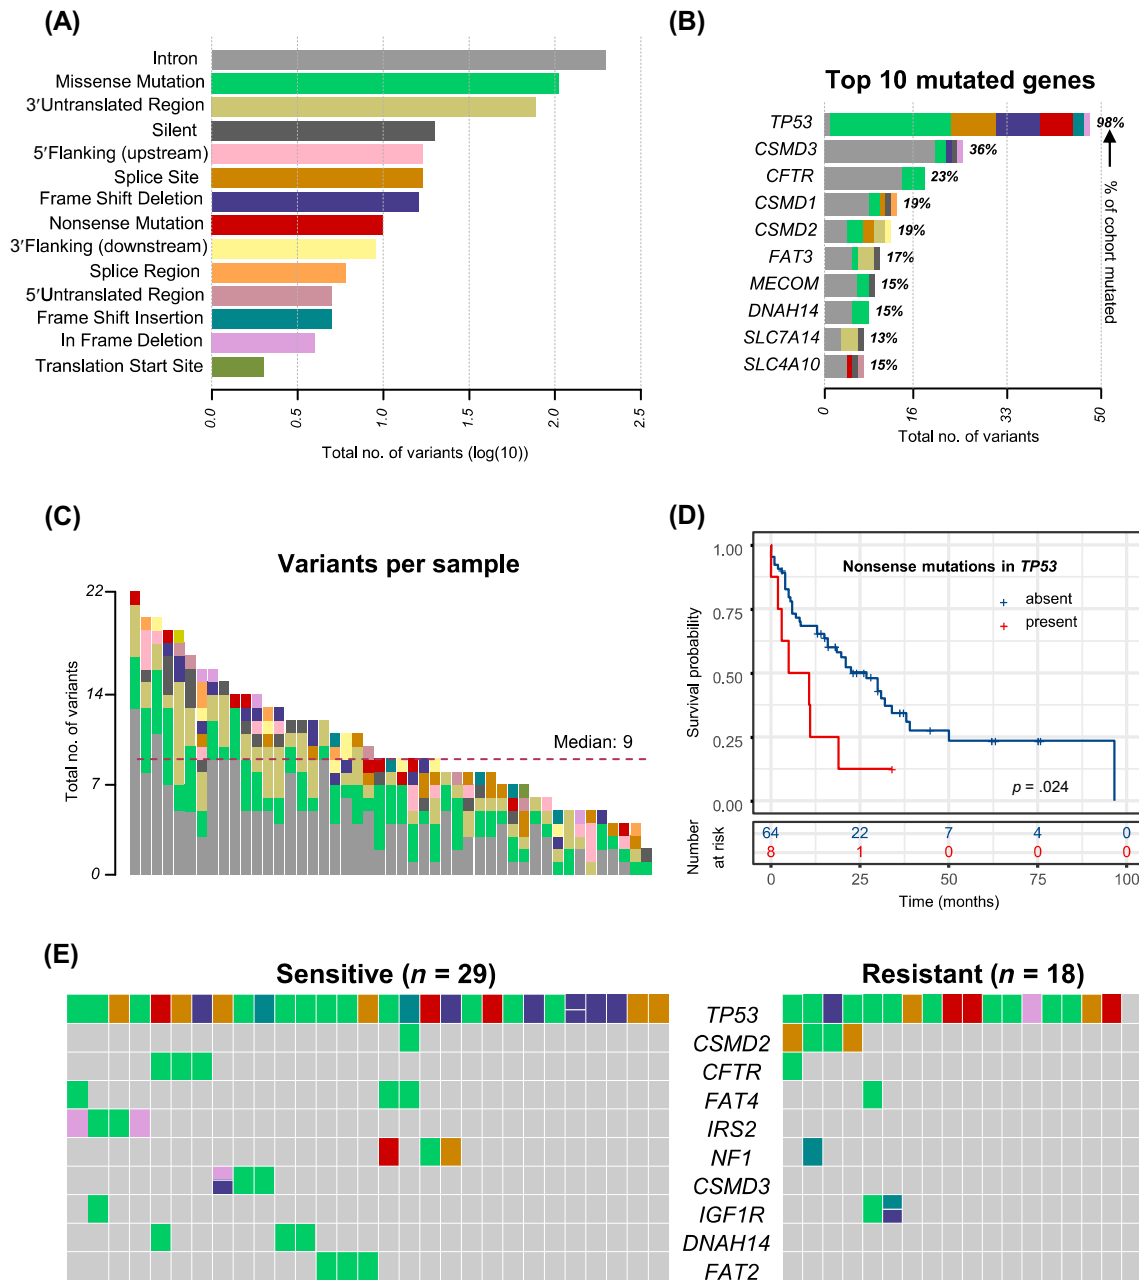 (A)
Intron
Missense Mutation
3′Untranslated Region
Silent
5′Flanking (upstream)
Splice Site
Frame Shift Deletion
Nonsense Mutation
3′Flanking (downstream)
Splice Region
5′Untranslated Region
Frame Shift Insertion
In Frame Deletion
Translation Start Site
0.0 0.5 1.0 1.5 2.0 2.5
Total no. of variants (log(10))
(B)
Top 10 mutated genes
TP53 98%
CSMD3 36%
CFTR 23%
CSMD1 19%
CSMD2 19%
FAT3 17%
MECOM 15%
DNAH14 15%
SLC7A14 13%
SLC4A10 15%
% of cohort mutated
0 16 33 50
Total no. of variants
(C)
Variants per sample
Total no. of variants
22
14
7
0
Median: 9
(D)
Survival probability
1.00
0.75
0.50
0.25
0.00
Nonsense mutations in TP53
absent
present
p = .024
Number
at risk
64 22 7 4 0
8 1 0 0 0
0 25 50 75 100
Time (months)
(E)
Sensitive (n = 29)
Resistant (n = 18)
TP53
CSMD2
CFTR
FAT4
IRS2
NF1
CSMD3
IGF1R
DNAH14
FAT2